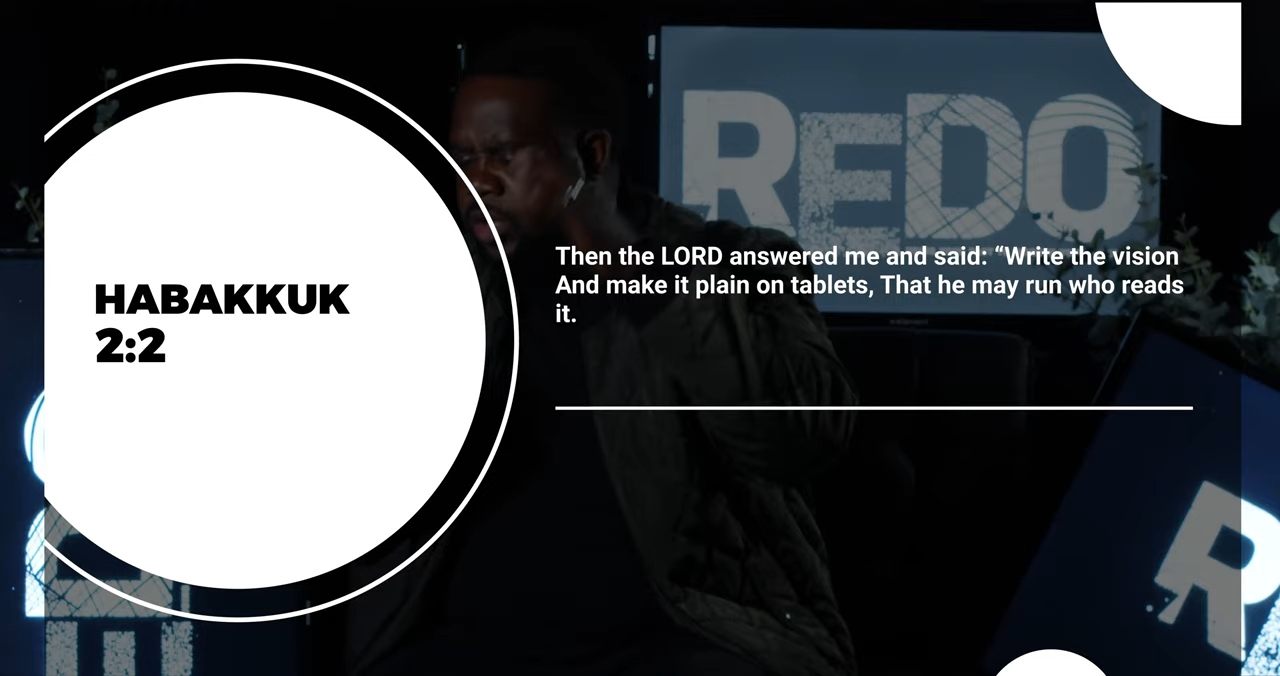 REDO
HABAKKUK
2:2
Then the LORD answered me and said: “Write the vision
And make it plain on tablets, That he may run who reads
it.
R